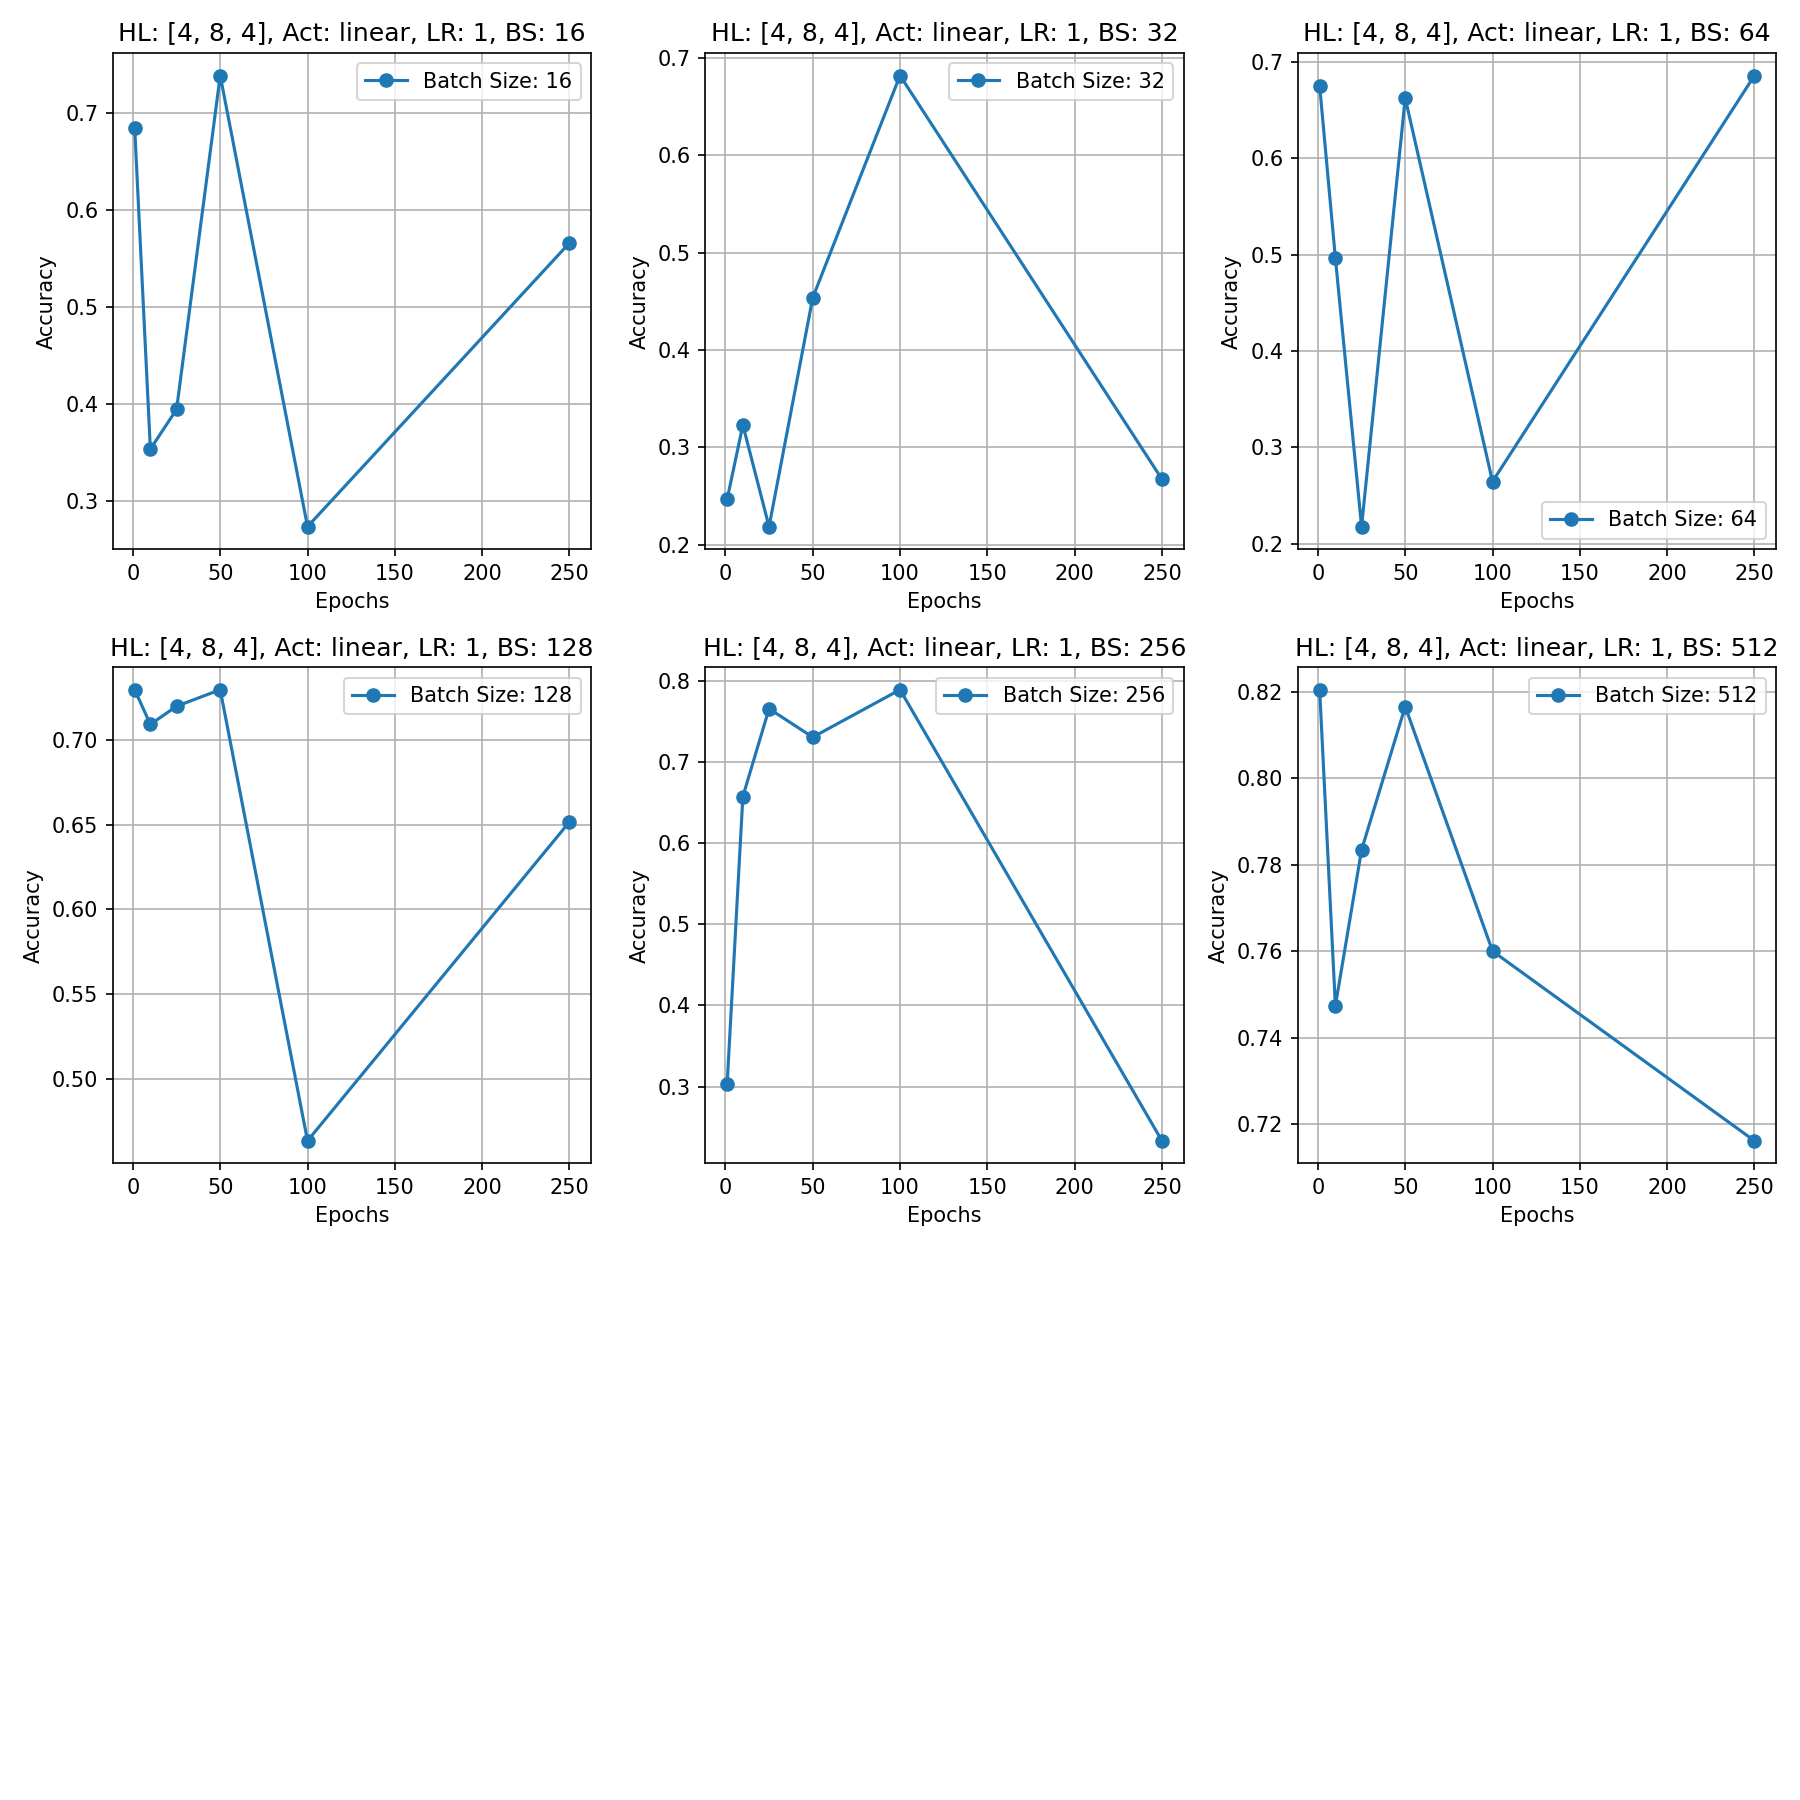 HL: [4, 8, 4], Act: linear, LR: 1, BS: 16
Batch Size: 16
0.7
0.6
0.5
0.4
0.3
Accuracy
0 50 100 150 200 250
Epochs
HL: [4, 8, 4], Act: linear, LR: 1, BS: 32
Batch Size: 32
0.7
0.6
0.5
0.4
0.3
0.2
Accuracy
0 50 100 150 200 250
Epochs
HL: [4, 8, 4], Act: linear, LR: 1, BS: 64
Batch Size: 64
0.7
0.6
0.5
0.4
0.3
0.2
Accuracy
0 50 100 150 200 250
Epochs
HL: [4, 8, 4], Act: linear, LR: 1, BS: 128
Batch Size: 128
0.70
0.65
0.60
0.55
0.50
Accuracy
0 50 100 150 200 250
Epochs
HL: [4, 8, 4], Act: linear, LR: 1, BS: 256
Batch Size: 256
0.8
0.7
0.6
0.5
0.4
0.3
Accuracy
0 50 100 150 200 250
Epochs
HL: [4, 8, 4], Act: linear, LR: 1, BS: 512
Batch Size: 512
0.82
0.80
0.78
0.76
0.74
0.72
Accuracy
0 50 100 150 200 250
Epochs